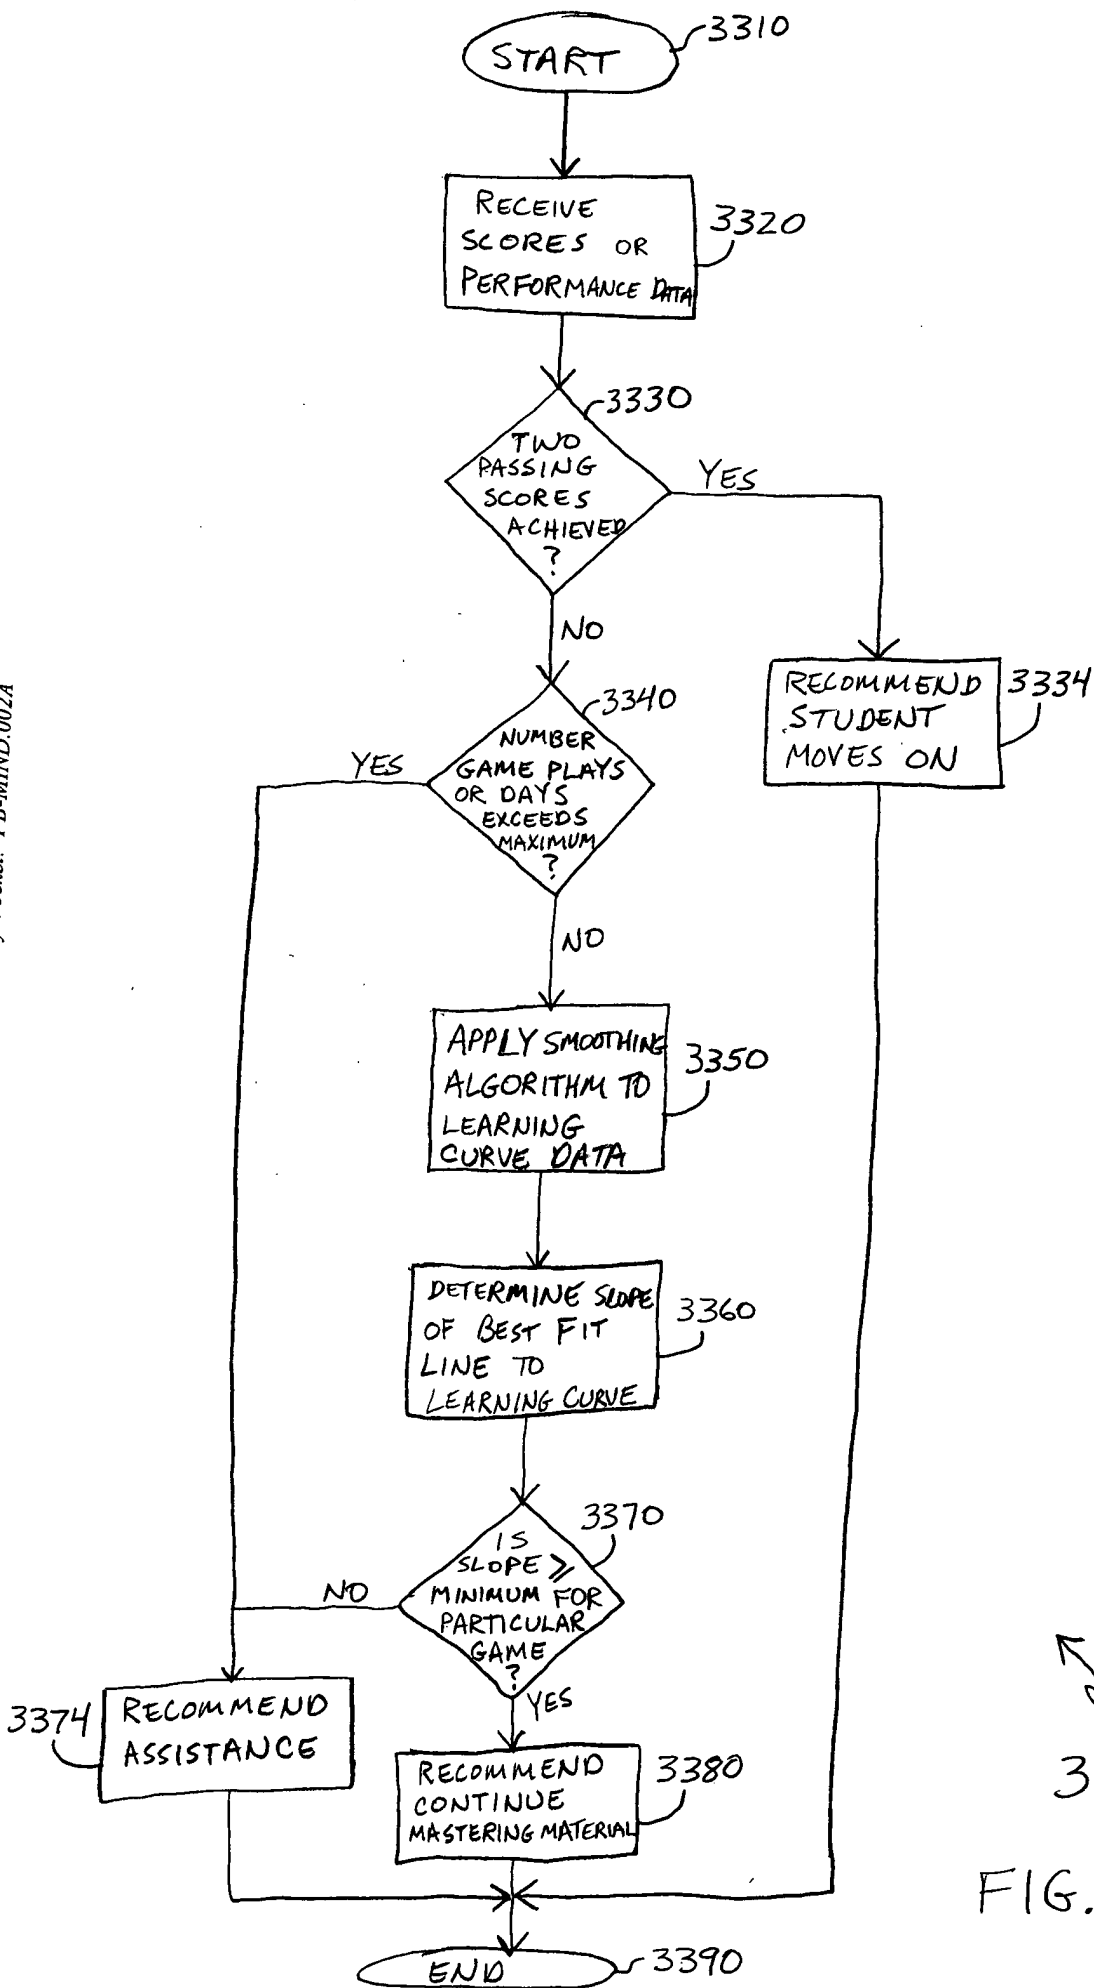 START
3310
RECEIVE
SCORES OR
PERFORMANCE DATA
3320
TWO
PASSING
SCORES
ACHIEVED
?
3330
YES
NO
RECOMMEND
STUDENT
MOVES ON
3334
NUMBER
GAME PLAYS
OR DAYS
EXCEEDS
MAXIMUM
?
3340
YES
NO
APPLY SMOOTHING
ALGORITHM TO
LEARNING
CURVE DATA
3350
DETERMINE SLOPE
OF BEST FIT
LINE TO
LEARNING CURVE
3360
IS
SLOPE ≥
MINIMUM FOR
PARTICULAR
GAME
?
3370
NO
YES
3374
RECOMMEND
ASSISTANCE
RECOMMEND
CONTINUE
MASTERING MATERIAL
3380
END
3390
3
FIG.